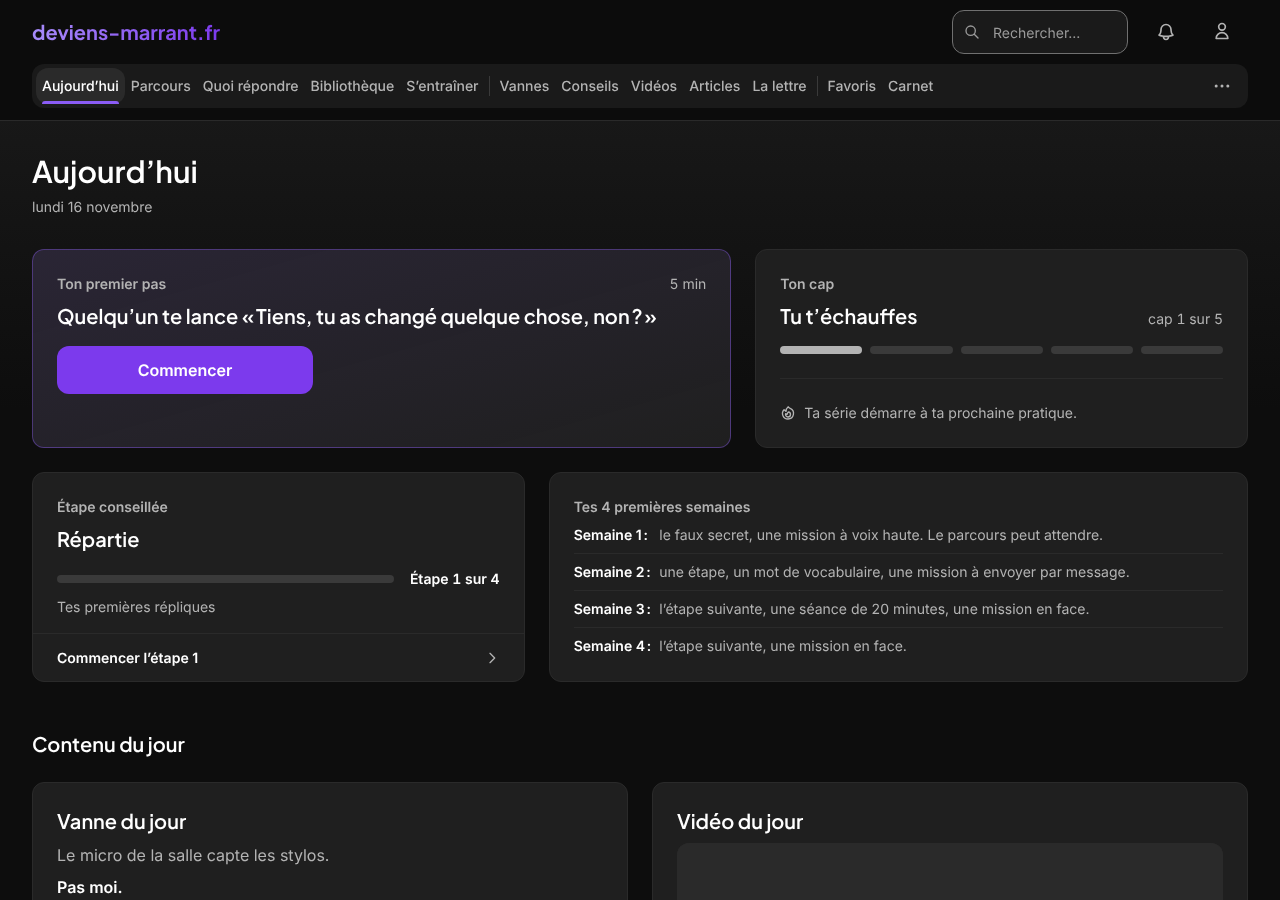 deviens-marrant.fr
Rechercher...
Aujourd’hui Parcours Quoi répondre Bibliothèque S’entraîner Vannes Conseils Vidéos Articles La lettre Favoris Carnet
Aujourd’hui
lundi 16 novembre
Ton premier pas
5 min
Quelqu’un te lance « Tiens, tu as changé quelque chose, non ? »
Commencer
Ton cap
Tu t’échauffes
cap 1 sur 5
Ta série démarre à ta prochaine pratique.
Étape conseillée
Répartie
Étape 1 sur 4
Tes premières répliques
Commencer l’étape 1
Tes 4 premières semaines
Semaine 1 : le faux secret, une mission à voix haute. Le parcours peut attendre.
Semaine 2 : une étape, un mot de vocabulaire, une mission à envoyer par message.
Semaine 3 : l’étape suivante, une séance de 20 minutes, une mission en face.
Semaine 4 : l’étape suivante, une mission en face.
Contenu du jour
Vanne du jour
Le micro de la salle capte les stylos.
Pas moi.
Vidéo du jour